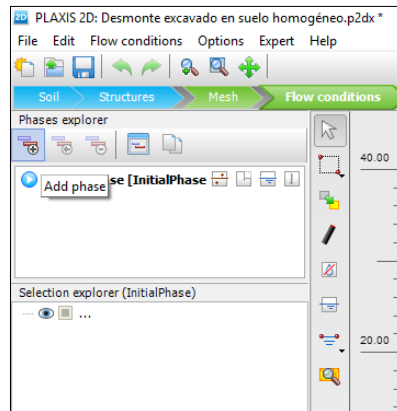 2D PLAXIS 2D: Desmonte excavado en suelo homogéneo.p2dx *
File Edit Flow conditions Options Expert Help
Soil Structures Mesh Flow conditions
Phases explorer
se [InitialPhase
Add phase
40.00
Selection explorer (InitialPhase)
...
20.00